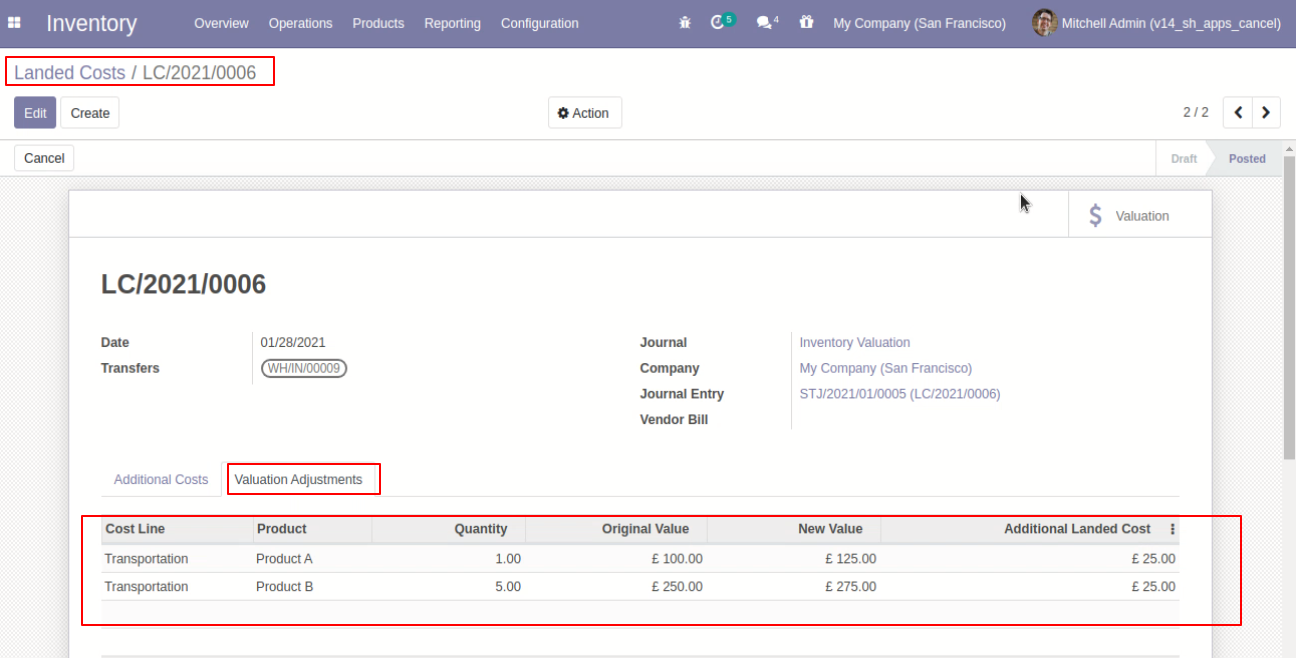 Inventory Overview Operations Products Reporting Configuration 5 4 My Company (San Francisco) Mitchell Admin (v14_sh_apps_cancel)
Landed Costs / LC/2021/0006
Edit Create Action 2 / 2
Cancel Draft Posted
$ Valuation
LC/2021/0006
Date 01/28/2021 Journal Inventory Valuation
Transfers WH/IN/00009 Company My Company (San Francisco)
Journal Entry STJ/2021/01/0005 (LC/2021/0006)
Vendor Bill
Additional Costs Valuation Adjustments
Cost Line Product Quantity Original Value New Value Additional Landed Cost
Transportation Product A 1.00 £ 100.00 £ 125.00 £ 25.00
Transportation Product B 5.00 £ 250.00 £ 275.00 £ 25.00